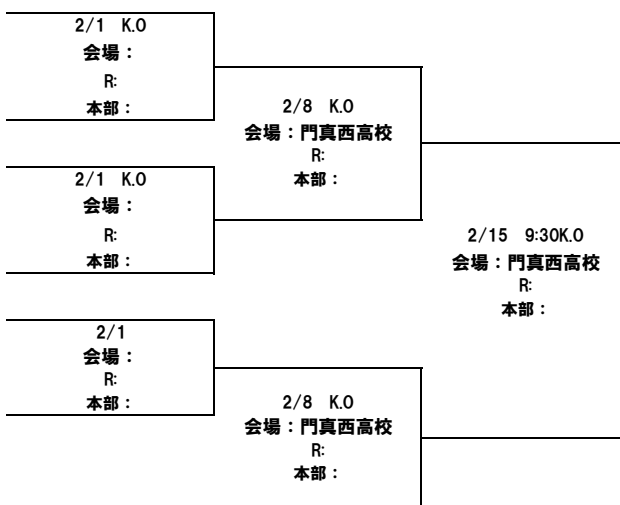 2/1 K.O
会場：
R:
本部：
2/8 K.O
会場：門真西高校
R:
本部：
2/1 K.O
会場：
R:
本部：
2/15 9:30K.O
会場：門真西高校
R:
本部：
2/1
会場：
R:
本部：
2/8 K.O
会場：門真西高校
R:
本部：